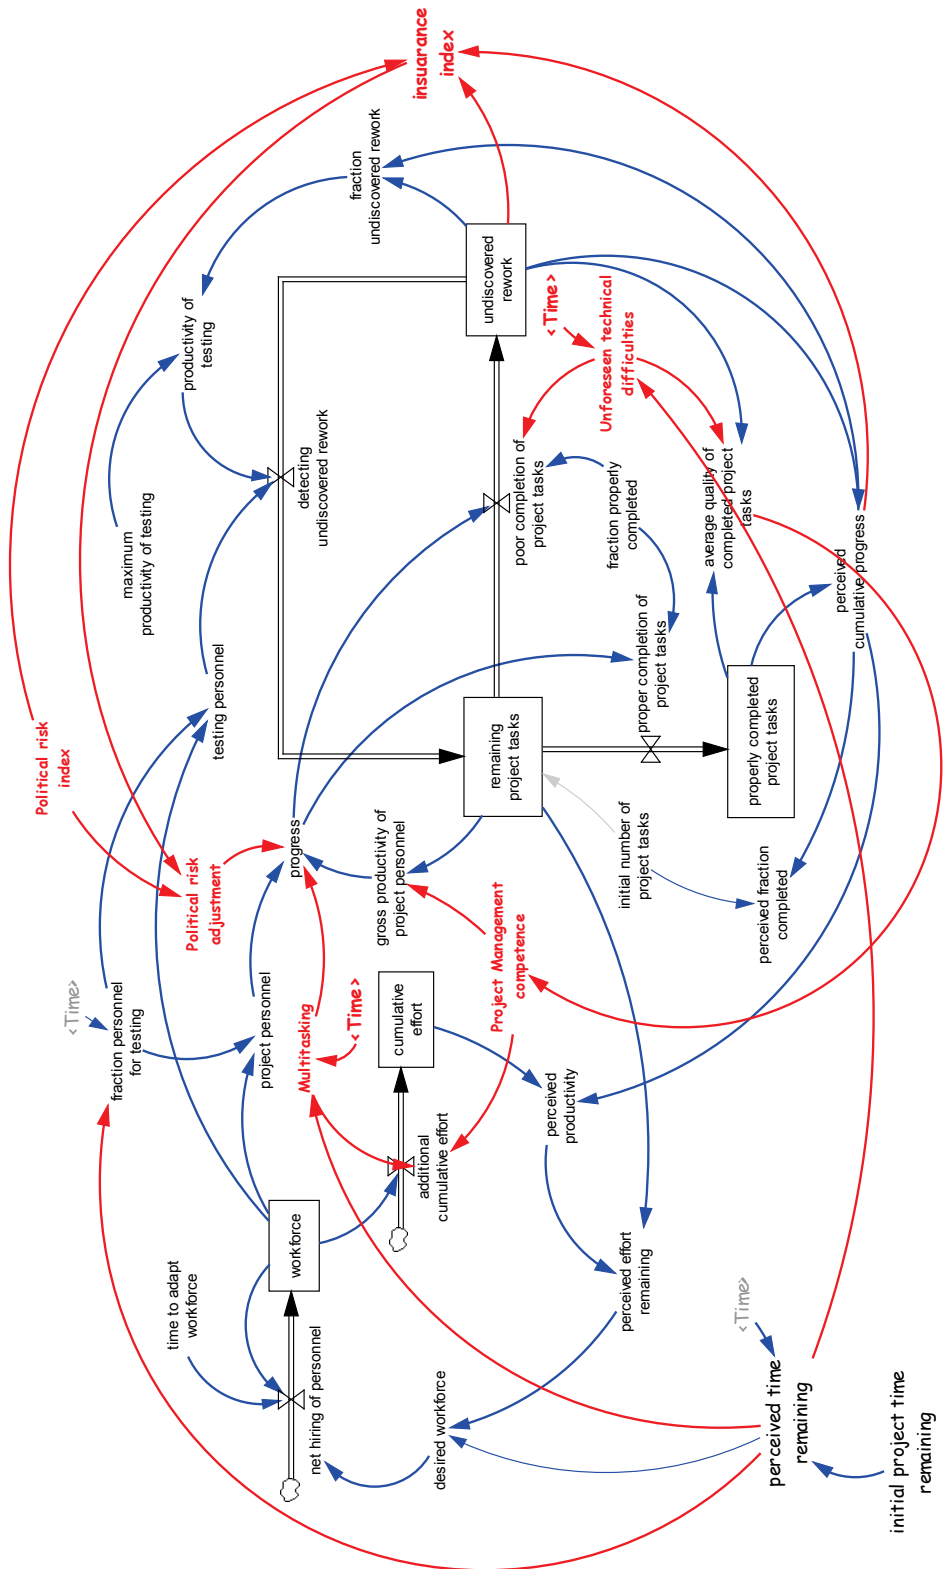 Political risk
index
<Time>
fraction personnel
for testing
maximum
productivity of testing
time to adapt
workforce
Political risk
adjustment
productivity of
testing
testing personnel
project personnel
workforce
progress
detecting
undiscovered rework
Multitasking
net hiring of personnel
<Time>
fraction
undiscovered rework
gross productivity of
project personnel
cumulative
effort
insuarance
index
additional
cumulative effort
desired workforce
Project Management
competence
remaining
project tasks
undiscovered
rework
poor completion of
project tasks
<Time>
perceived
productivity
Unforeseen technical
difficulties
fraction properly
completed
perceived effort
remaining
initial number of
project tasks
proper completion of
project tasks
average quality of
completed project
tasks
<Time>
properly completed
project tasks
perceived fraction
completed
perceived time
remaining
perceived
cumulative progress
initial project time
remaining